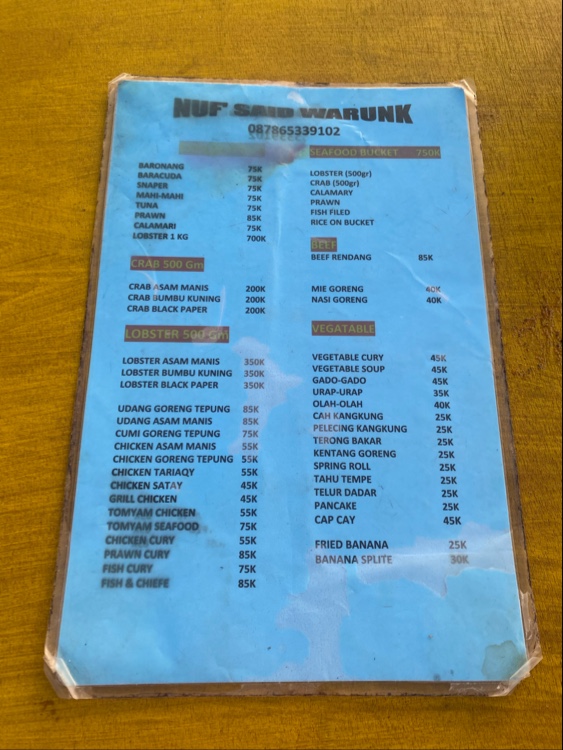 NUF' SAID WARUNK
087865339102
BARONANG 75K
BARACUDA 75K
SNAPER 75K
MAHI-MAHI 75K
TUNA 75K
PRAWN 85K
CALAMARI 75K
LOBSTER 1 KG 700K
CRAB 500 Gm
CRAB ASAM MANIS 200K
CRAB BUMBU KUNING 200K
CRAB BLACK PAPER 200K
LOBSTER 500 Gm
LOBSTER ASAM MANIS 350K
LOBSTER BUMBU KUNING 350K
LOBSTER BLACK PAPER 350K
UDANG GORENG TEPUNG 85K
UDANG ASAM MANIS 85K
CUMI GORENG TEPUNG 75K
CHICKEN ASAM MANIS 55K
CHICKEN GORENG TEPUNG 55K
CHICKEN TARIAQY 55K
CHICKEN SATAY 45K
GRILL CHICKEN 45K
TOMYAM CHICKEN 55K
TOMYAM SEAFOOD 75K
CHICKEN CURY 55K
PRAWN CURY 85K
FISH CURY 75K
FISH & CHIEFE 85K
SEAFOOD BUCKET 750K
LOBSTER (500gr)
CRAB (500gr)
CALAMARY
PRAWN
FISH FILED
RICE ON BUCKET
BEEF
BEEF RENDANG 85K
MIE GORENG 40K
NASI GORENG 40K
VEGATABLE
VEGETABLE CURY 45K
VEGETABLE SOUP 45K
GADO-GADO 45K
URAP-URAP 35K
OLAH-OLAH 40K
CAH KANGKUNG 25K
PELECING KANGKUNG 25K
TERONG BAKAR 25K
KENTANG GORENG 25K
SPRING ROLL 25K
TAHU TEMPE 25K
TELUR DADAR 25K
PANCAKE 25K
CAP CAY 45K
FRIED BANANA 25K
BANANA SPLITE 30K